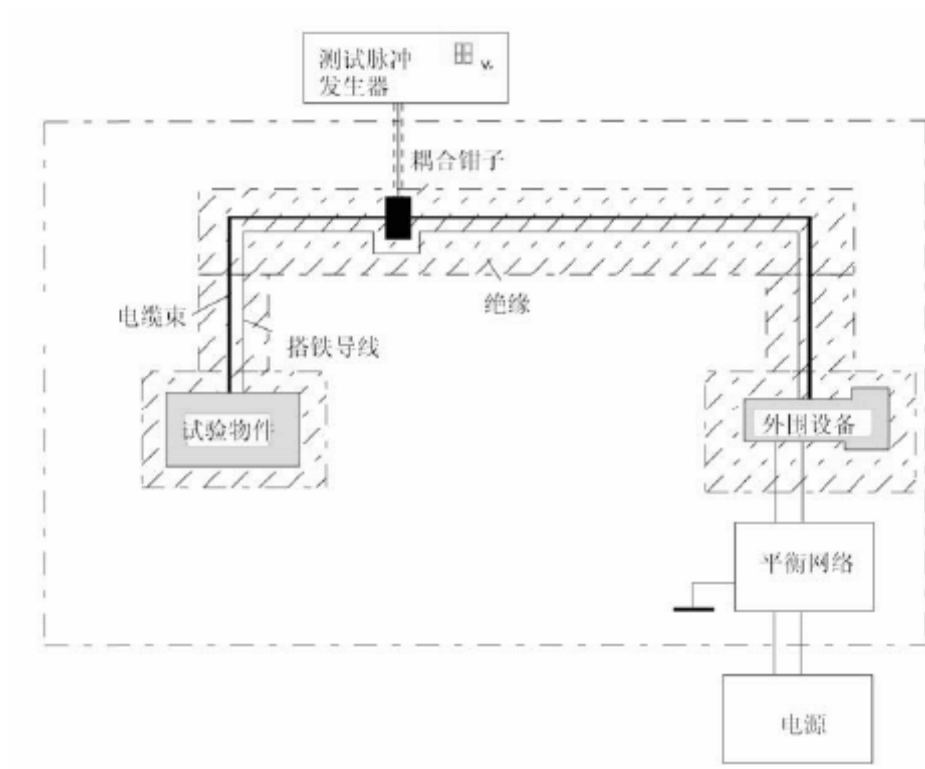 测试脉冲
发生器
耦合钳子
绝缘
电缆束
搭铁导线
试验物件
外围设备
平衡网络
电源